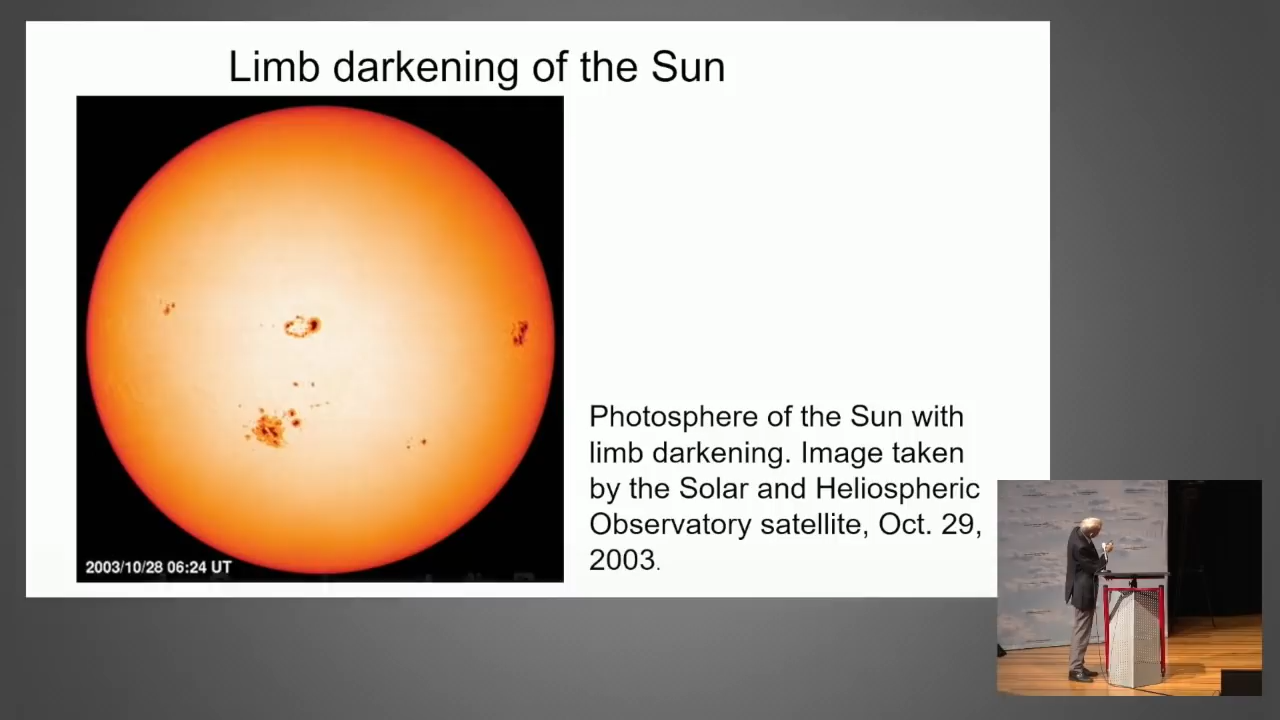 Limb darkening of the Sun
2003/10/28 06:24 UT
Photosphere of the Sun with
limb darkening. Image taken
by the Solar and Heliospheric
Observatory satellite, Oct. 29,
2003.